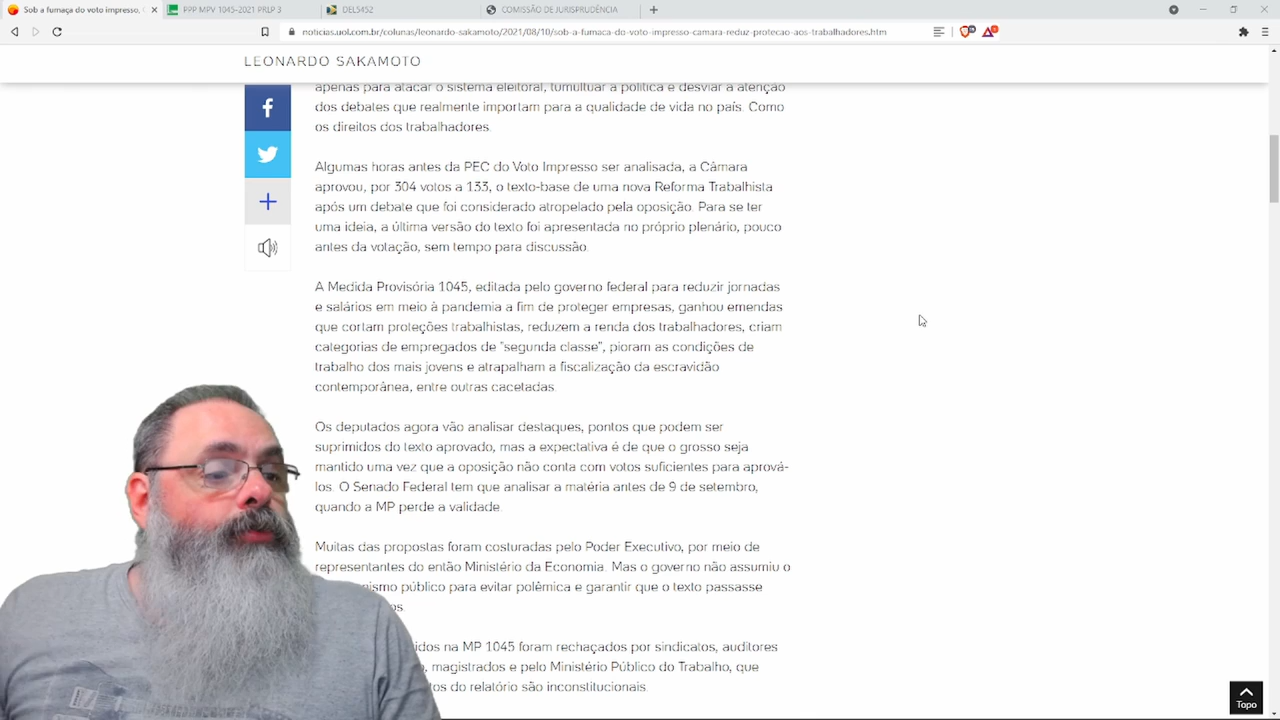 Sob a fumaça do voto impresso, C
PPP MPV 1045-2021 PRLP 3
DEL5452
COMISSÃO DE JURISPRUDÊNCIA
noticias.uol.com.br/colunas/leonardo-sakamoto/2021/08/10/sob-a-fumaca-do-voto-impresso-camara-reduz-protecao-aos-trabalhadores.htm
LEONARDO SAKAMOTO
apenas para atacar o sistema eleitoral, tumultuar a política e desviar a atenção
dos debates que realmente importam para a qualidade de vida no país. Como
os direitos dos trabalhadores.
Algumas horas antes da PEC do Voto Impresso ser analisada, a Câmara
aprovou, por 304 votos a 133, o texto-base de uma nova Reforma Trabalhista
após um debate que foi considerado atropelado pela oposição. Para se ter
uma ideia, a última versão do texto foi apresentada no próprio plenário, pouco
antes da votação, sem tempo para discussão.
A Medida Provisória 1045, editada pelo governo federal para reduzir jornadas
e salários em meio à pandemia a fim de proteger empresas, ganhou emendas
que cortam proteções trabalhistas, reduzem a renda dos trabalhadores, criam
categorias de empregados de "segunda classe", pioram as condições de
trabalho dos mais jovens e atrapalham a fiscalização da escravidão
contemporânea, entre outras cacetadas.
Os deputados agora vão analisar destaques, pontos que podem ser
suprimidos do texto aprovado, mas a expectativa é de que o grosso seja
mantido uma vez que a oposição não conta com votos suficientes para aprová-
los. O Senado Federal tem que analisar a matéria antes de 9 de setembro,
quando a MP perde a validade.
Muitas das propostas foram costuradas pelo Poder Executivo, por meio de
representantes do então Ministério da Economia. Mas o governo não assumiu o
nismo público para evitar polêmica e garantir que o texto passasse
os.
idos na MP 1045 foram rechaçados por sindicatos, auditores
, magistrados e pelo Ministério Público do Trabalho, que
tos do relatório são inconstitucionais.
Topo